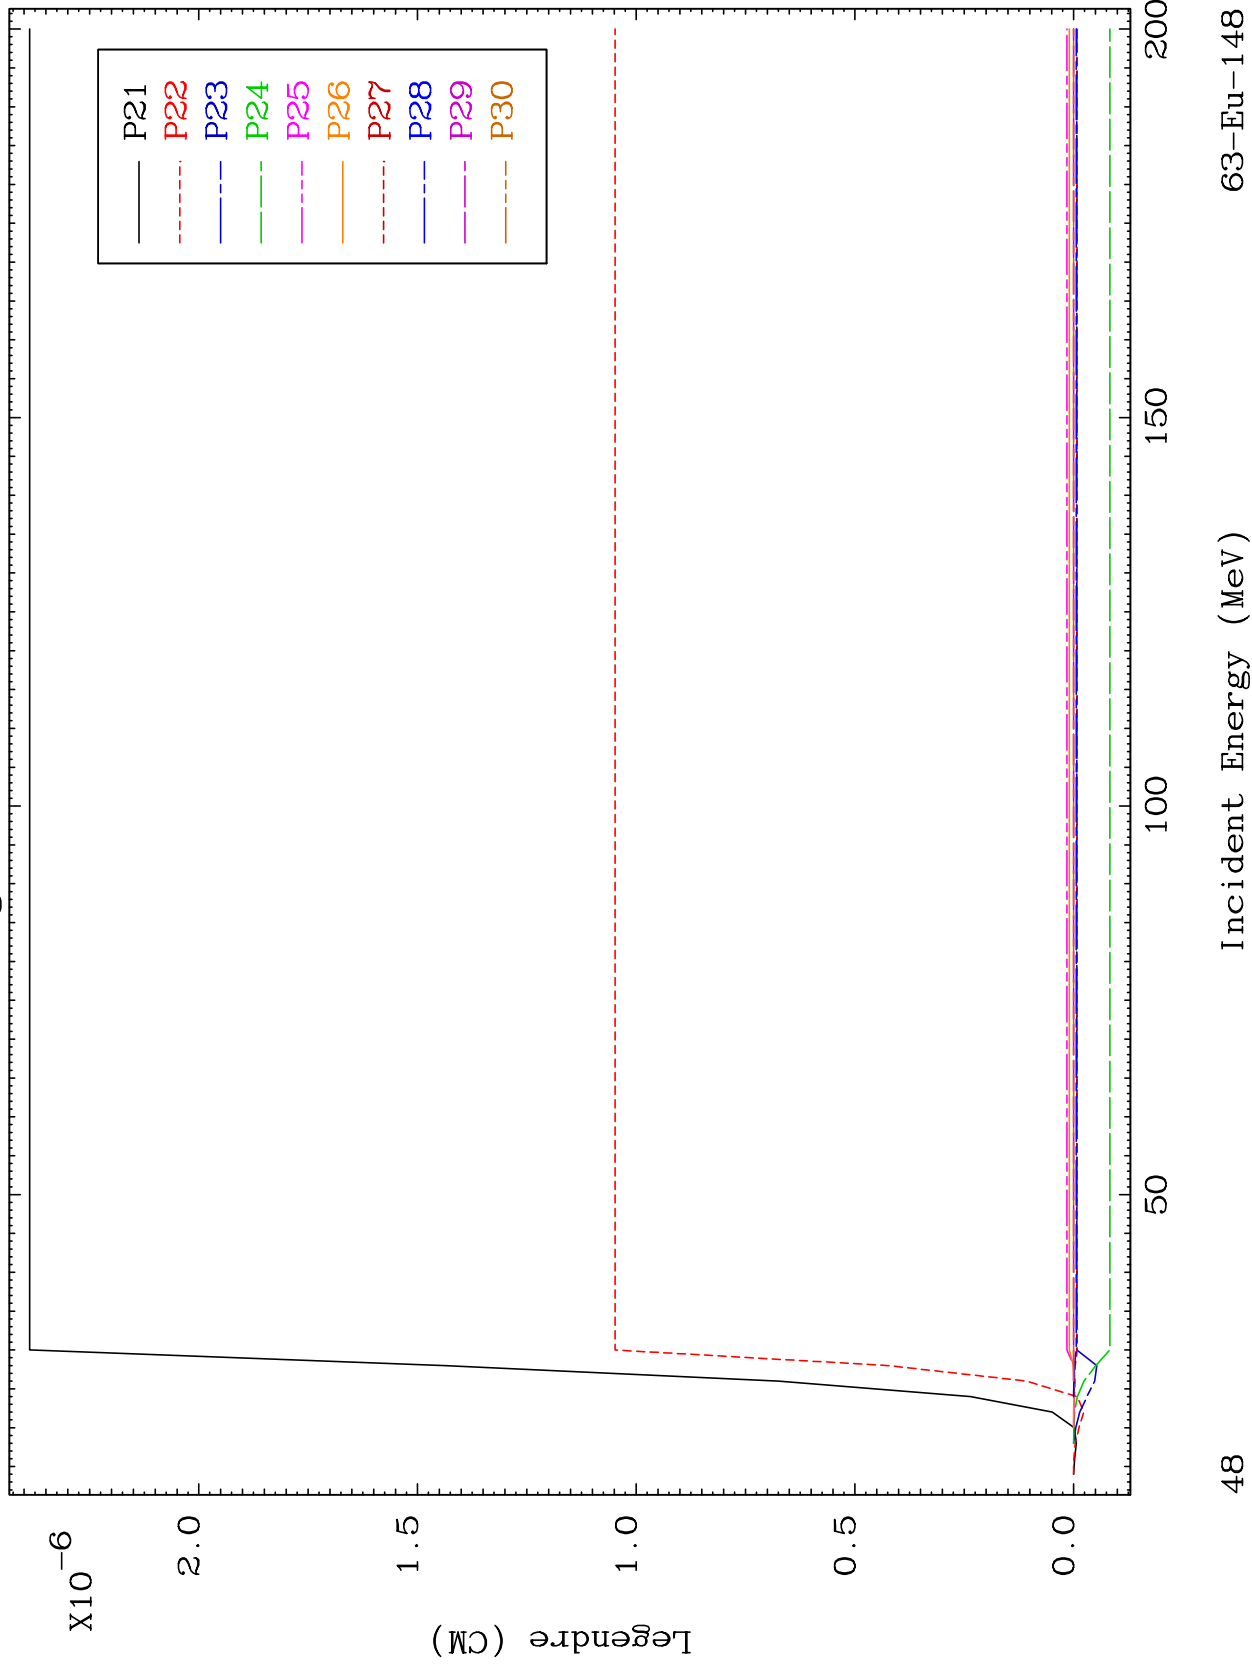 X10-6
2.0
1.5
1.0
0.5
0.0
Legendre (CM)
P21
P22
P23
P24
P25
P26
P27
P28
P29
P30
50
100
150
200
Incident Energy (MeV)
48
63-Eu-148